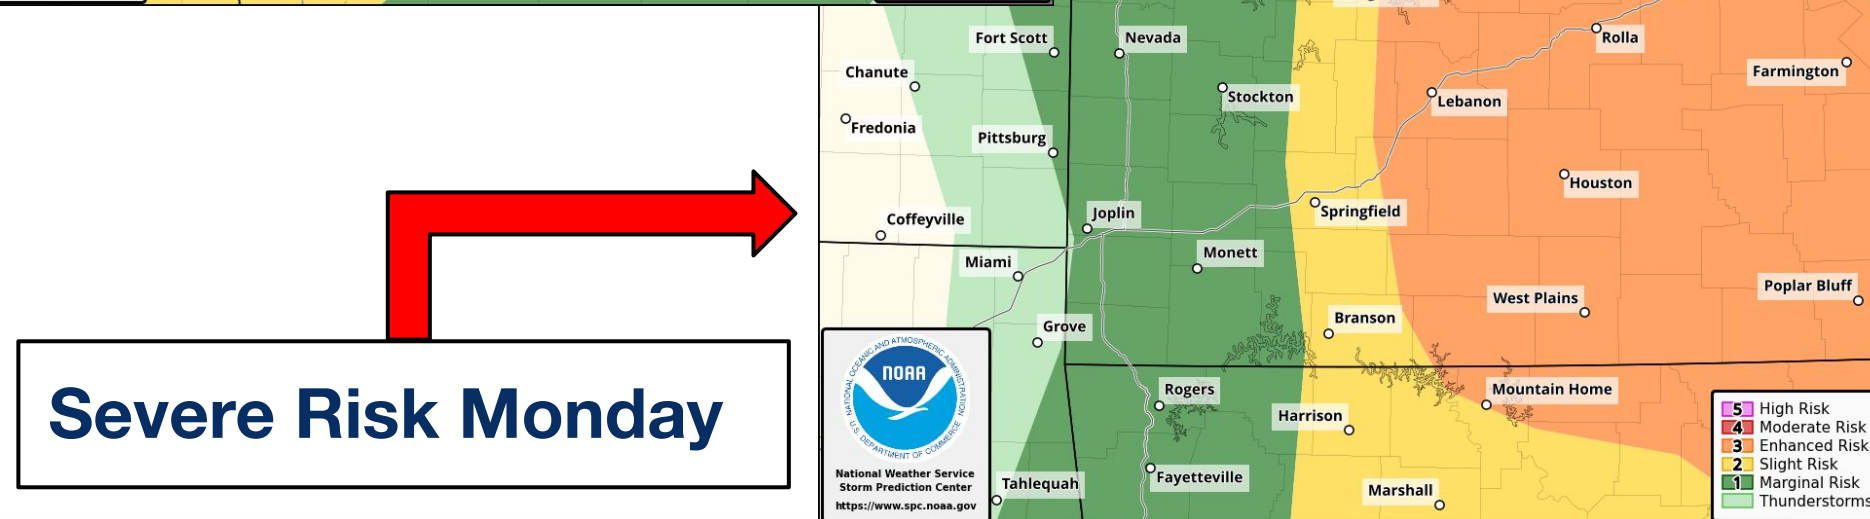 Severe Risk Monday
Fort Scott
Nevada
Rolla
Chanute
Farmington
Stockton
Lebanon
Fredonia
Pittsburg
Houston
Coffeyville
Joplin
Springfield
Miami
Monett
Poplar Bluff
West Plains
Grove
Branson
Rogers
Mountain Home
Harrison
Fayetteville
Tahlequah
Marshall
NATIONAL OCEANIC AND ATMOSPHERIC ADMINISTRATION
NOAA
U.S. DEPARTMENT OF COMMERCE
National Weather Service
Storm Prediction Center
https://www.spc.noaa.gov
5 High Risk
4 Moderate Risk
3 Enhanced Risk
2 Slight Risk
1 Marginal Risk
Thunderstorms